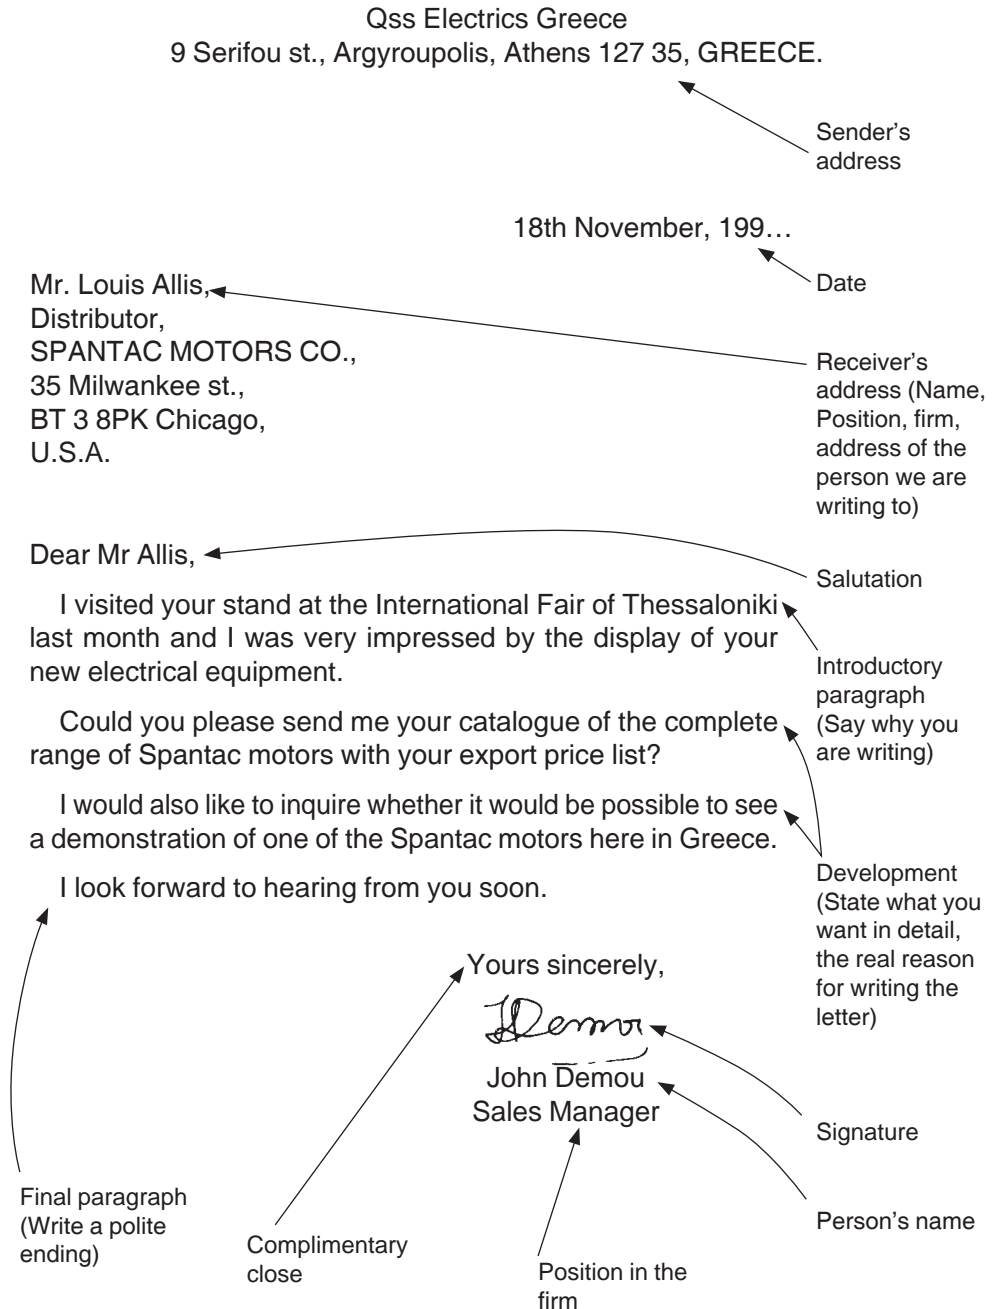 Qss Electrics Greece
9 Serifou st., Argyroupolis, Athens 127 35, GREECE.
Sender's
address
18th November, 199…
Date
Mr. Louis Allis,
Distributor,
SPANTAC MOTORS CO.,
35 Milwankee st.,
BT 3 8PK Chicago,
U.S.A.
Receiver's
address (Name,
Position, firm,
address of the
person we are
writing to)
Dear Mr Allis,
Salutation
I visited your stand at the International Fair of Thessaloniki
last month and I was very impressed by the display of your
new electrical equipment.
Introductory
paragraph
(Say why you
are writing)
Could you please send me your catalogue of the complete
range of Spantac motors with your export price list?
I would also like to inquire whether it would be possible to see
a demonstration of one of the Spantac motors here in Greece.
Development
(State what you
want in detail,
the real reason
for writing the
letter)
I look forward to hearing from you soon.
Yours sincerely,
JDemou
John Demou
Sales Manager
Signature
Person's name
Final paragraph
(Write a polite
ending)
Complimentary
close
Position in the
firm